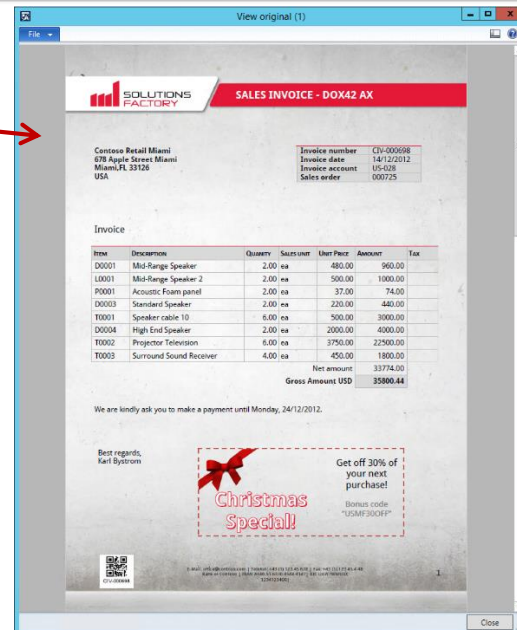 View original (1)
File
SOLUTIONS
FACTORY
SALES INVOICE - DOX42 AX
Contoso Retail Miami
678 Apple Street Miami
Miami,FL 33126
USA
Invoice number CIV-000698
Invoice date 14/12/2012
Invoice account US-028
Sales order 000725
Invoice
ITEM DESCRIPTION QUANTITY SALES UNIT UNIT PRICE AMOUNT TAX
D0001 Mid-Range Speaker 2.00 ea 480.00 960.00
L0001 Mid-Range Speaker 2 2.00 ea 500.00 1000.00
P0001 Acoustic Foam panel 2.00 ea 37.00 74.00
D0003 Standard Speaker 2.00 ea 220.00 440.00
T0001 Speaker cable 10 6.00 ea 500.00 3000.00
D0004 High End Speaker 2.00 ea 2000.00 4000.00
T0002 Projector Television 6.00 ea 3750.00 22500.00
T0003 Surround Sound Receiver 4.00 ea 450.00 1800.00
Net amount 33774.00
Gross Amount USD 35800.44
We are kindly ask you to make a payment until Monday, 24/12/2012.
Best regards,
Karl Bystrom
Christmas
Special!
Get off 30% of
your next
purchase!
Bonus code
"USMF30OFF"
CIV-000698
1
Close